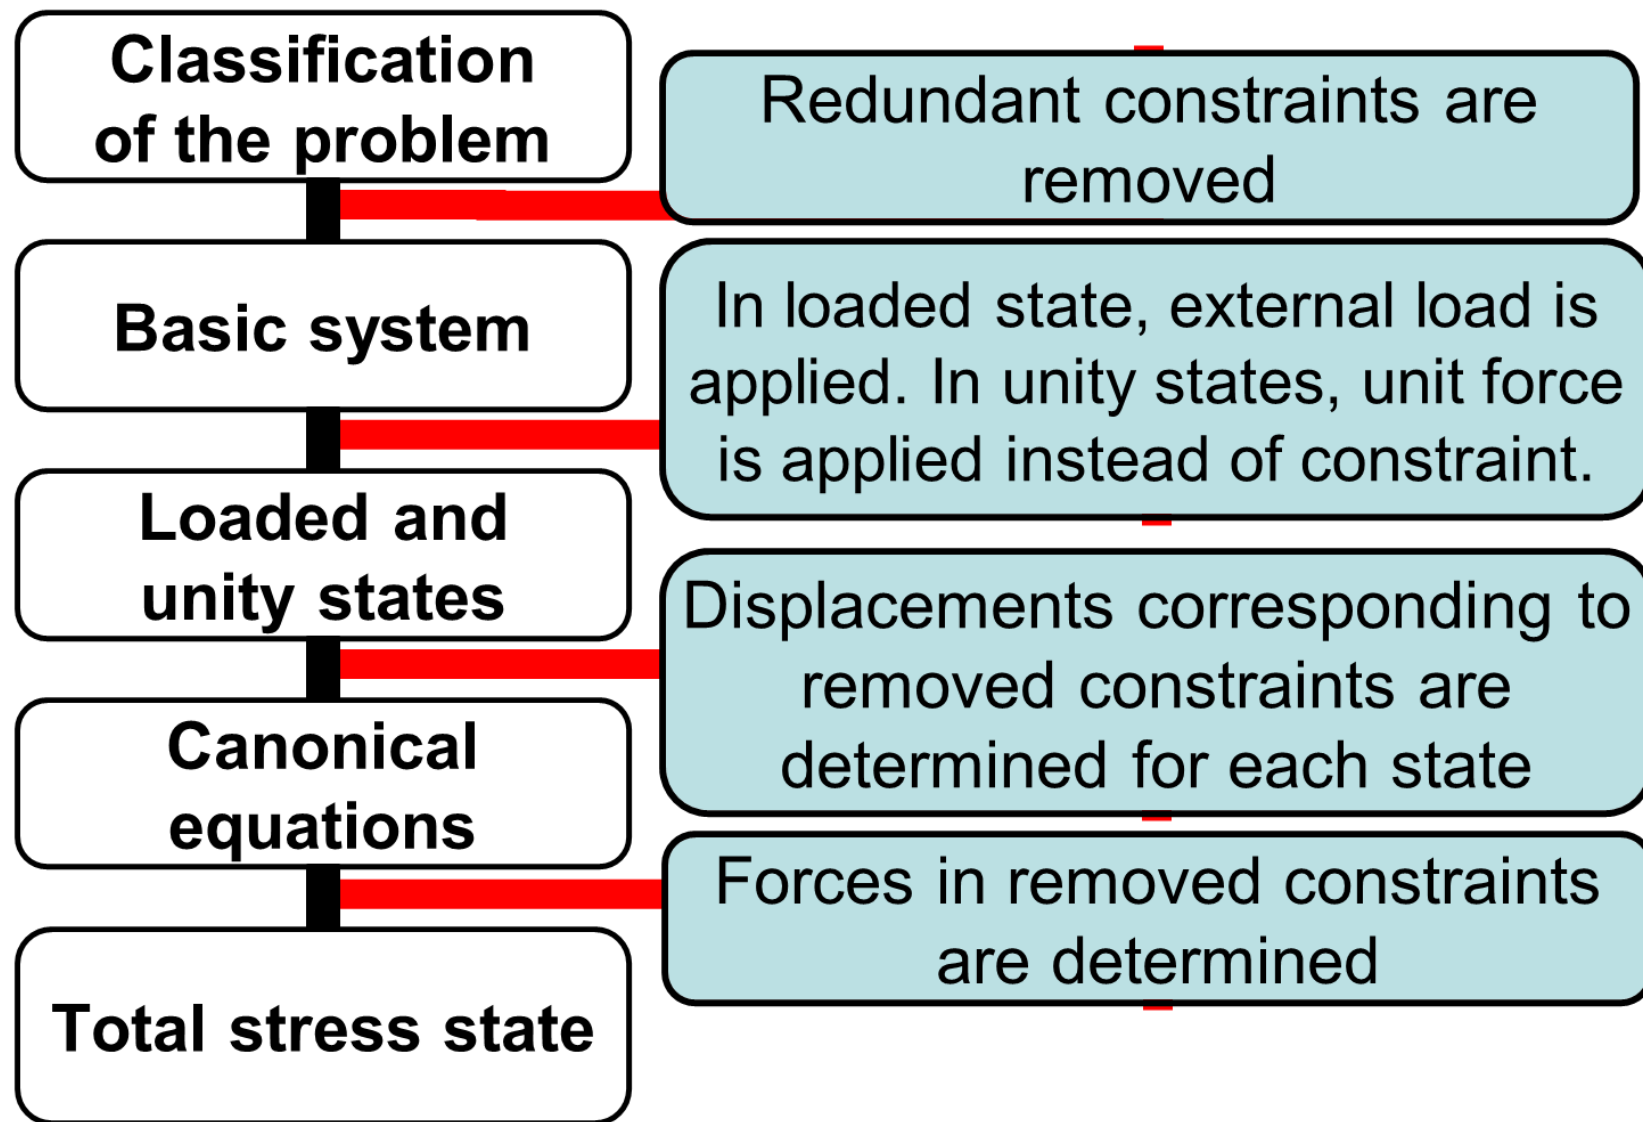 Classification
of the problem
Redundant constraints are
removed
Basic system
In loaded state, external load is
applied. In unity states, unit force
is applied instead of constraint.
Loaded and
unity states
Displacements corresponding to
removed constraints are
determined for each state
Canonical
equations
Forces in removed constraints
are determined
Total stress state